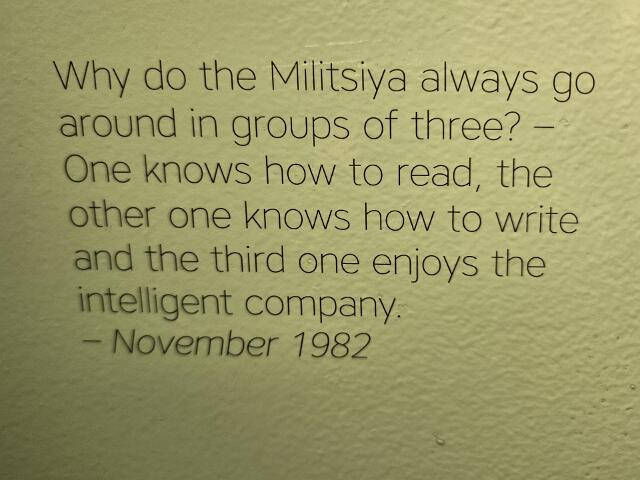 Why do the Militsiya always go
around in groups of three? –
One knows how to read, the
other one knows how to write
and the third one enjoys the
intelligent company.
– November 1982